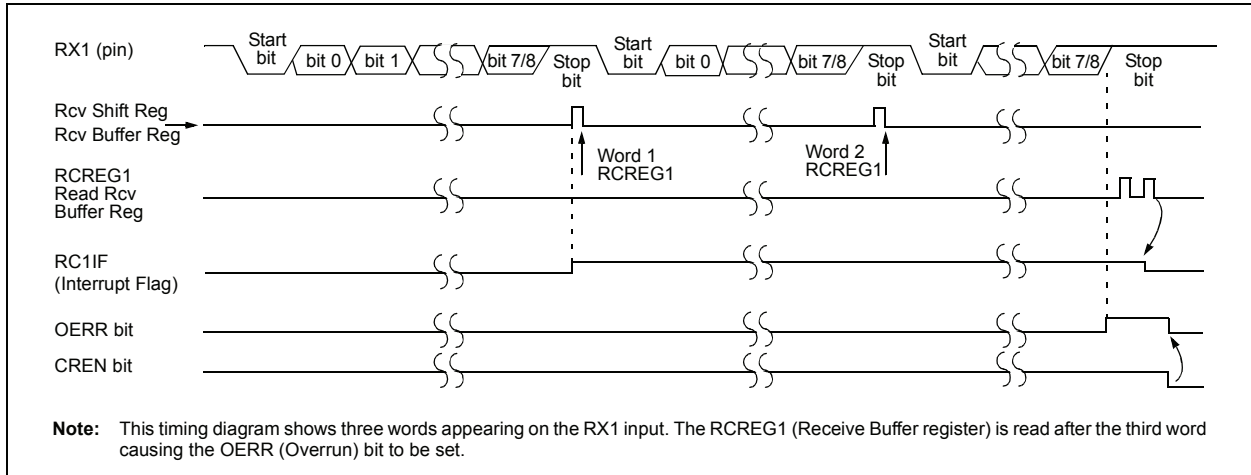 RX1 (pin)
Start
bit
bit 0
bit 1
bit 7/8
Stop
bit
Start
bit
bit 0
bit 7/8
Stop
bit
Start
bit
bit 7/8
Stop
bit
Rcv Shift Reg
Rcv Buffer Reg
Word 1
RCREG1
Word 2
RCREG1
RCREG1
Read Rcv
Buffer Reg
RC1IF
(Interrupt Flag)
OERR bit
CREN bit
Note: This timing diagram shows three words appearing on the RX1 input. The RCREG1 (Receive Buffer register) is read after the third word
causing the OERR (Overrun) bit to be set.